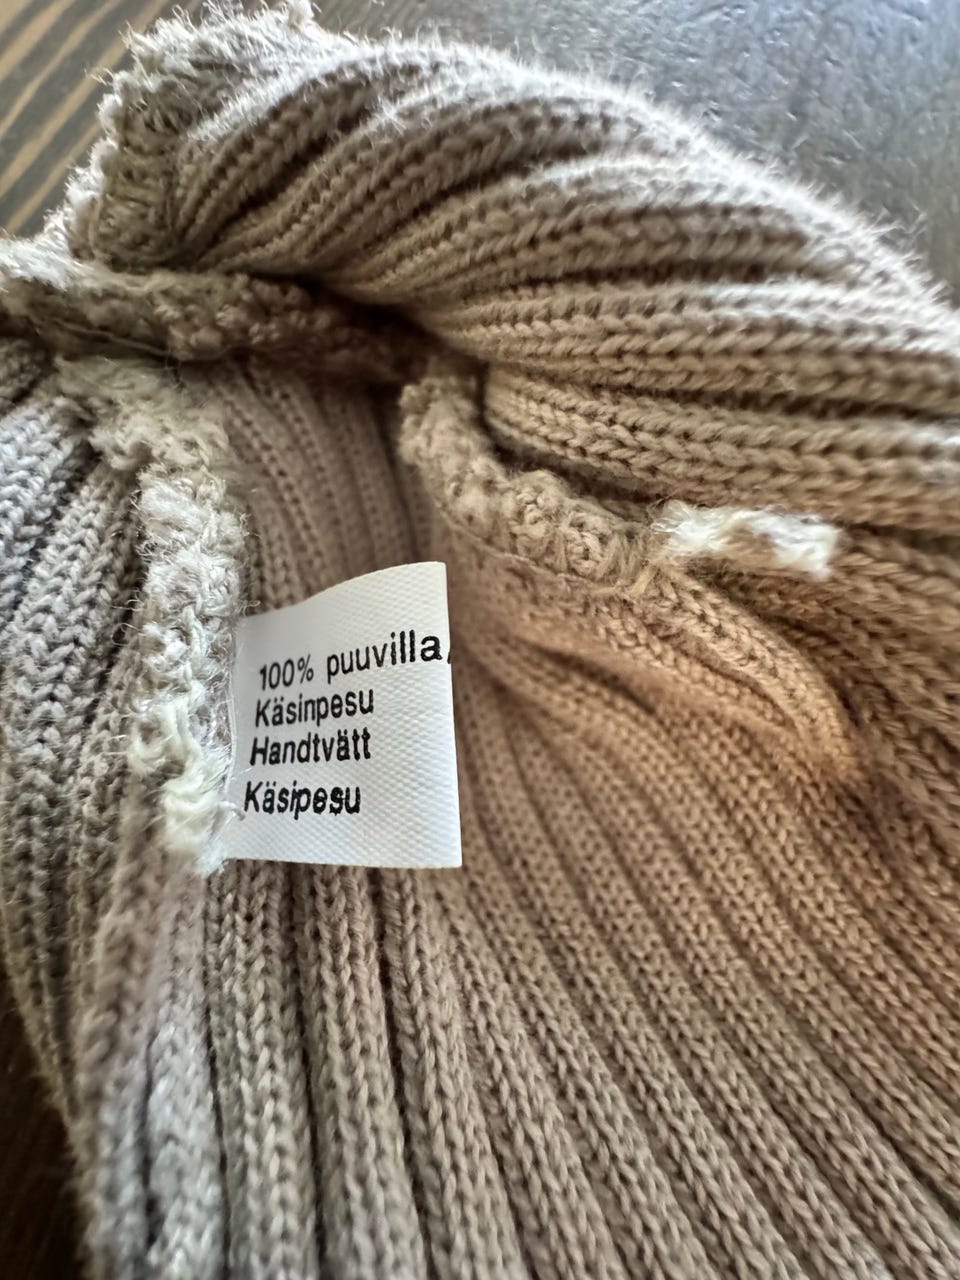 100% puuvilla,
Käsinpesu
Handtvätt
Käsipesu